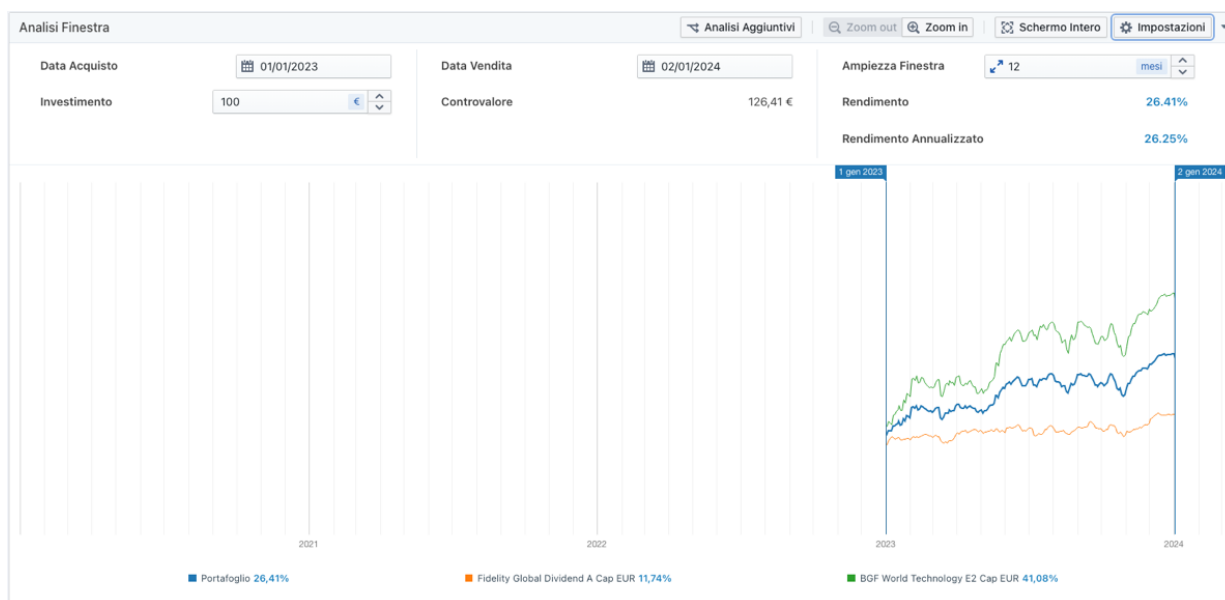 Analisi Finestra
Analisi Aggiuntivi
Zoom out
Zoom in
Schermo Intero
Impostazioni
Data Acquisto 01/01/2023
Data Vendita 02/01/2024
Ampiezza Finestra 12 mesi
Investimento 100 €
Controvalore 126,41 €
Rendimento 26.41%
Rendimento Annualizzato 26.25%
1 gen 2023
2 gen 2024
2021
2022
2023
2024
Portafoglio 26,41%
Fidelity Global Dividend A Cap EUR 11,74%
BGF World Technology E2 Cap EUR 41,08%